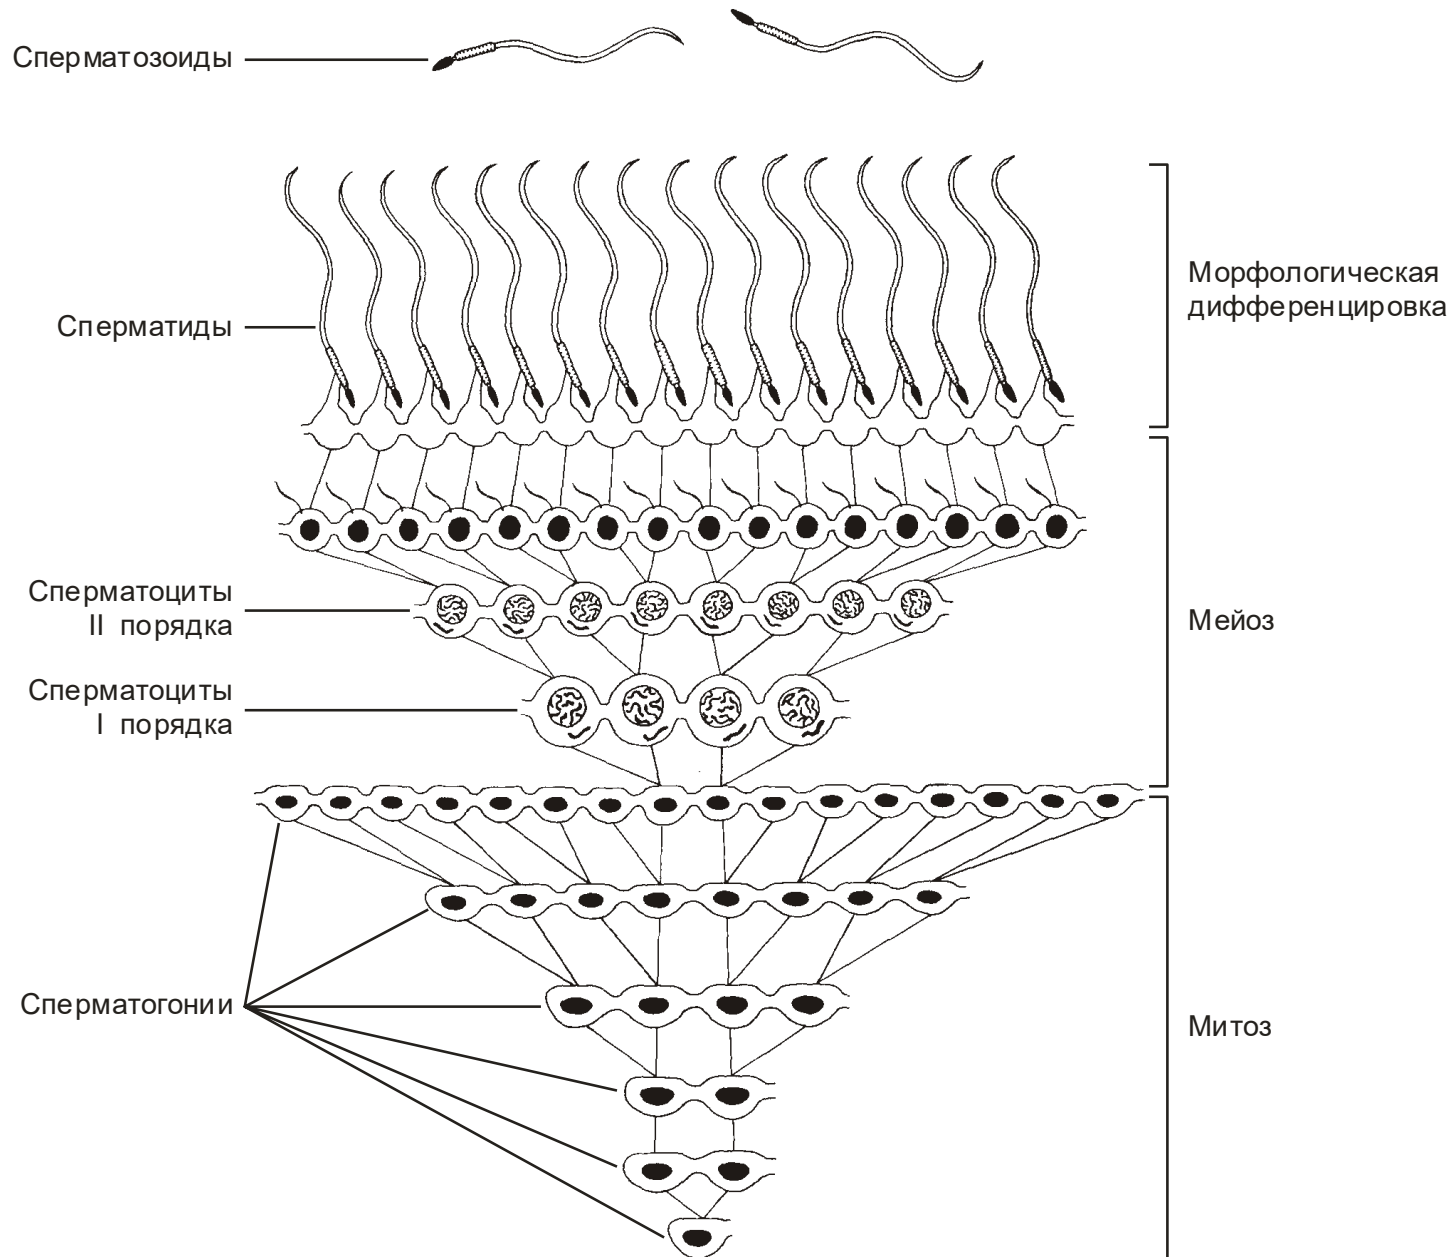 Сперматозоиды
Морфологическая
дифференцировка
Сперматиды
Сперматоциты
II порядка
Мейоз
Сперматоциты
I порядка
Сперматогонии
Митоз